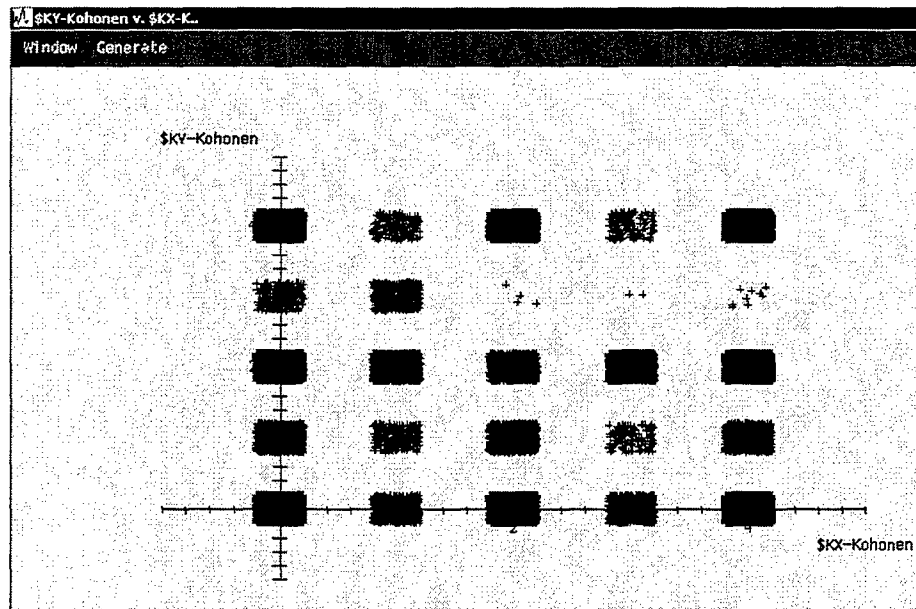 $KY-Kohonen v. $KX-K..
Window Generate
$KY-Kohonen
2
4
$KX-Kohonen